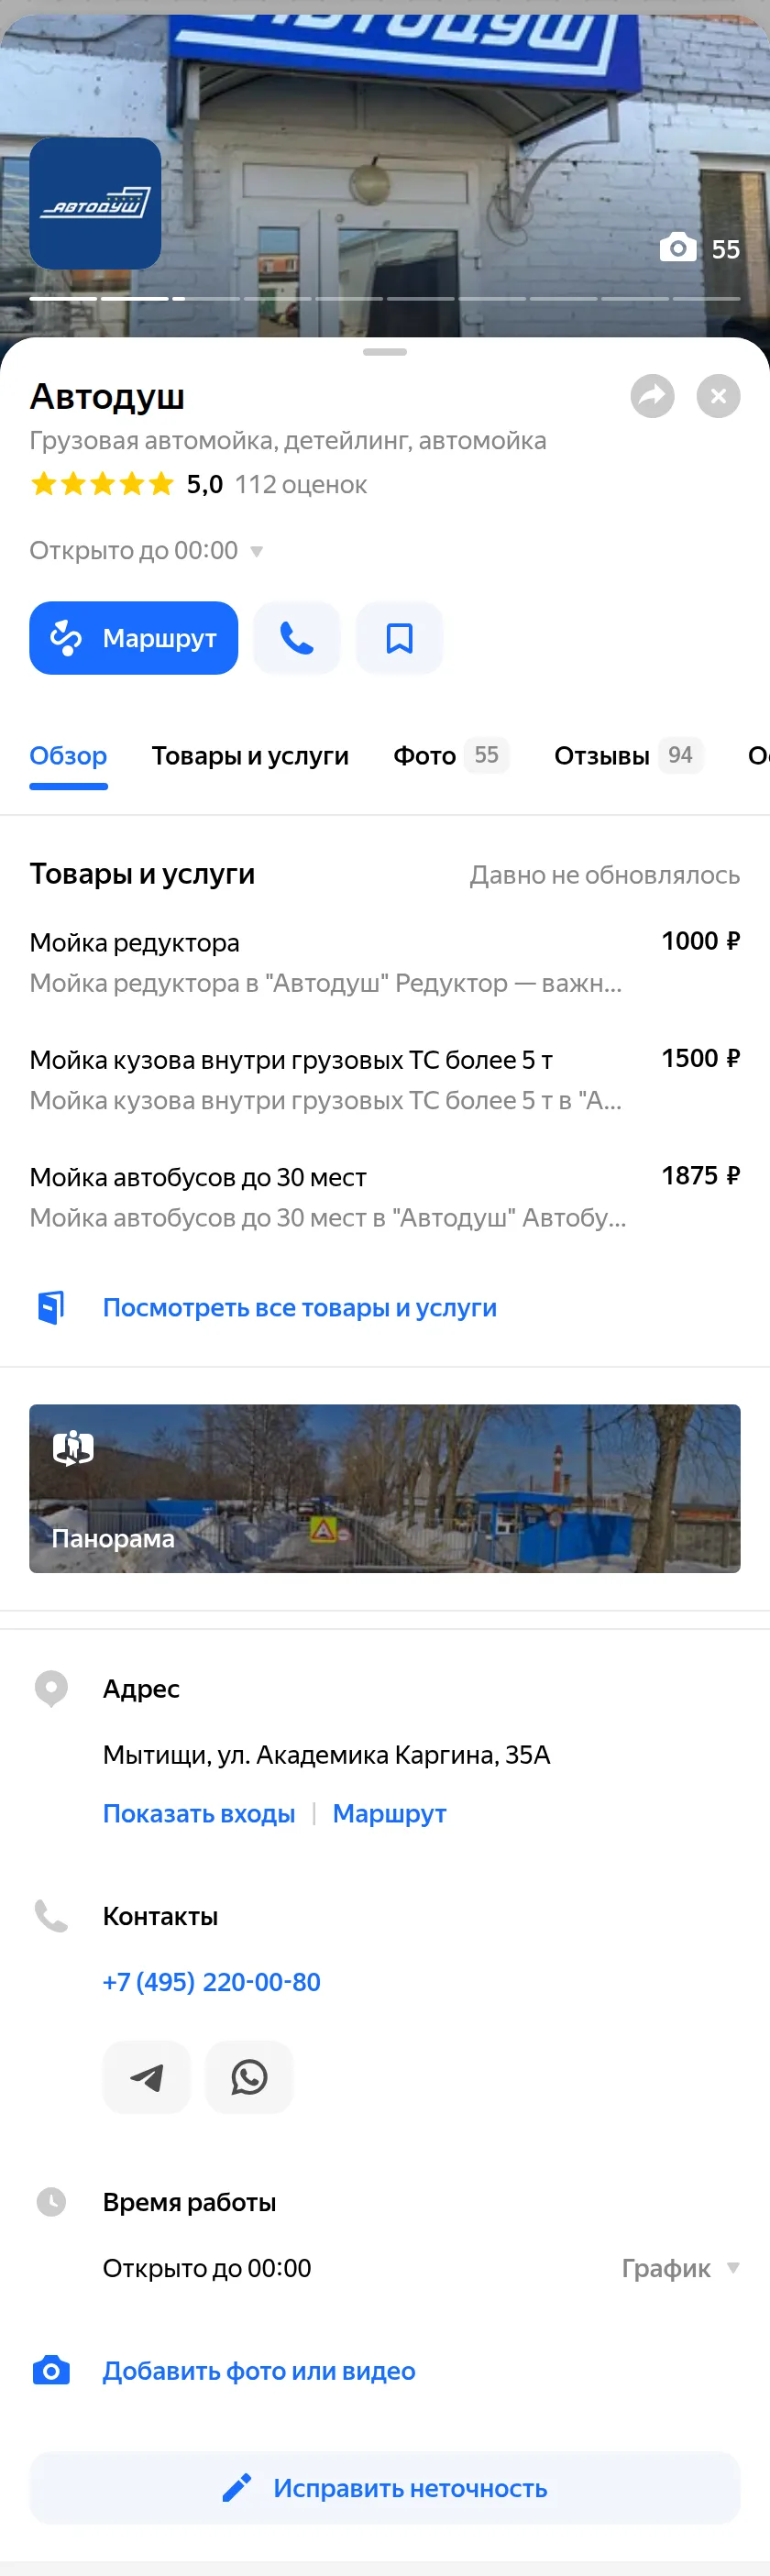 АВТОДУШ
АВТОДУШ
55
Автодуш
Грузовая автомойка, детейлинг, автомойка
5,0 112 оценок
Открыто до 00:00
Маршрут
Обзор Товары и услуги Фото 55 Отзывы 94 Ос
Товары и услуги Давно не обновлялось
Мойка редуктора 1000 ₽
Мойка редуктора в "Автодуш" Редуктор — важн...
Мойка кузова внутри грузовых ТС более 5 т 1500 ₽
Мойка кузова внутри грузовых ТС более 5 т в "А...
Мойка автобусов до 30 мест 1875 ₽
Мойка автобусов до 30 мест в "Автодуш" Автобу...
Посмотреть все товары и услуги
Панорама
Адрес
Мытищи, ул. Академика Каргина, 35А
Показать входы | Маршрут
Контакты
+7 (495) 220-00-80
Время работы
Открыто до 00:00 График
Добавить фото или видео
Исправить неточность